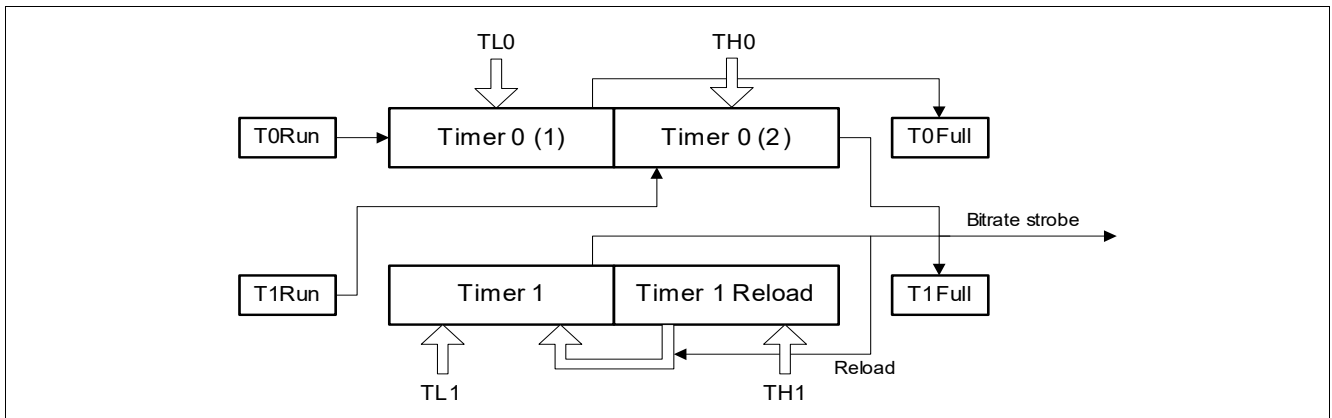 TL0
TH0
T0Run
Timer 0 (1)
Timer 0 (2)
T0Full
Bitrate strobe
T1Run
Timer 1
Timer 1 Reload
T1Full
Reload
TL1
TH1